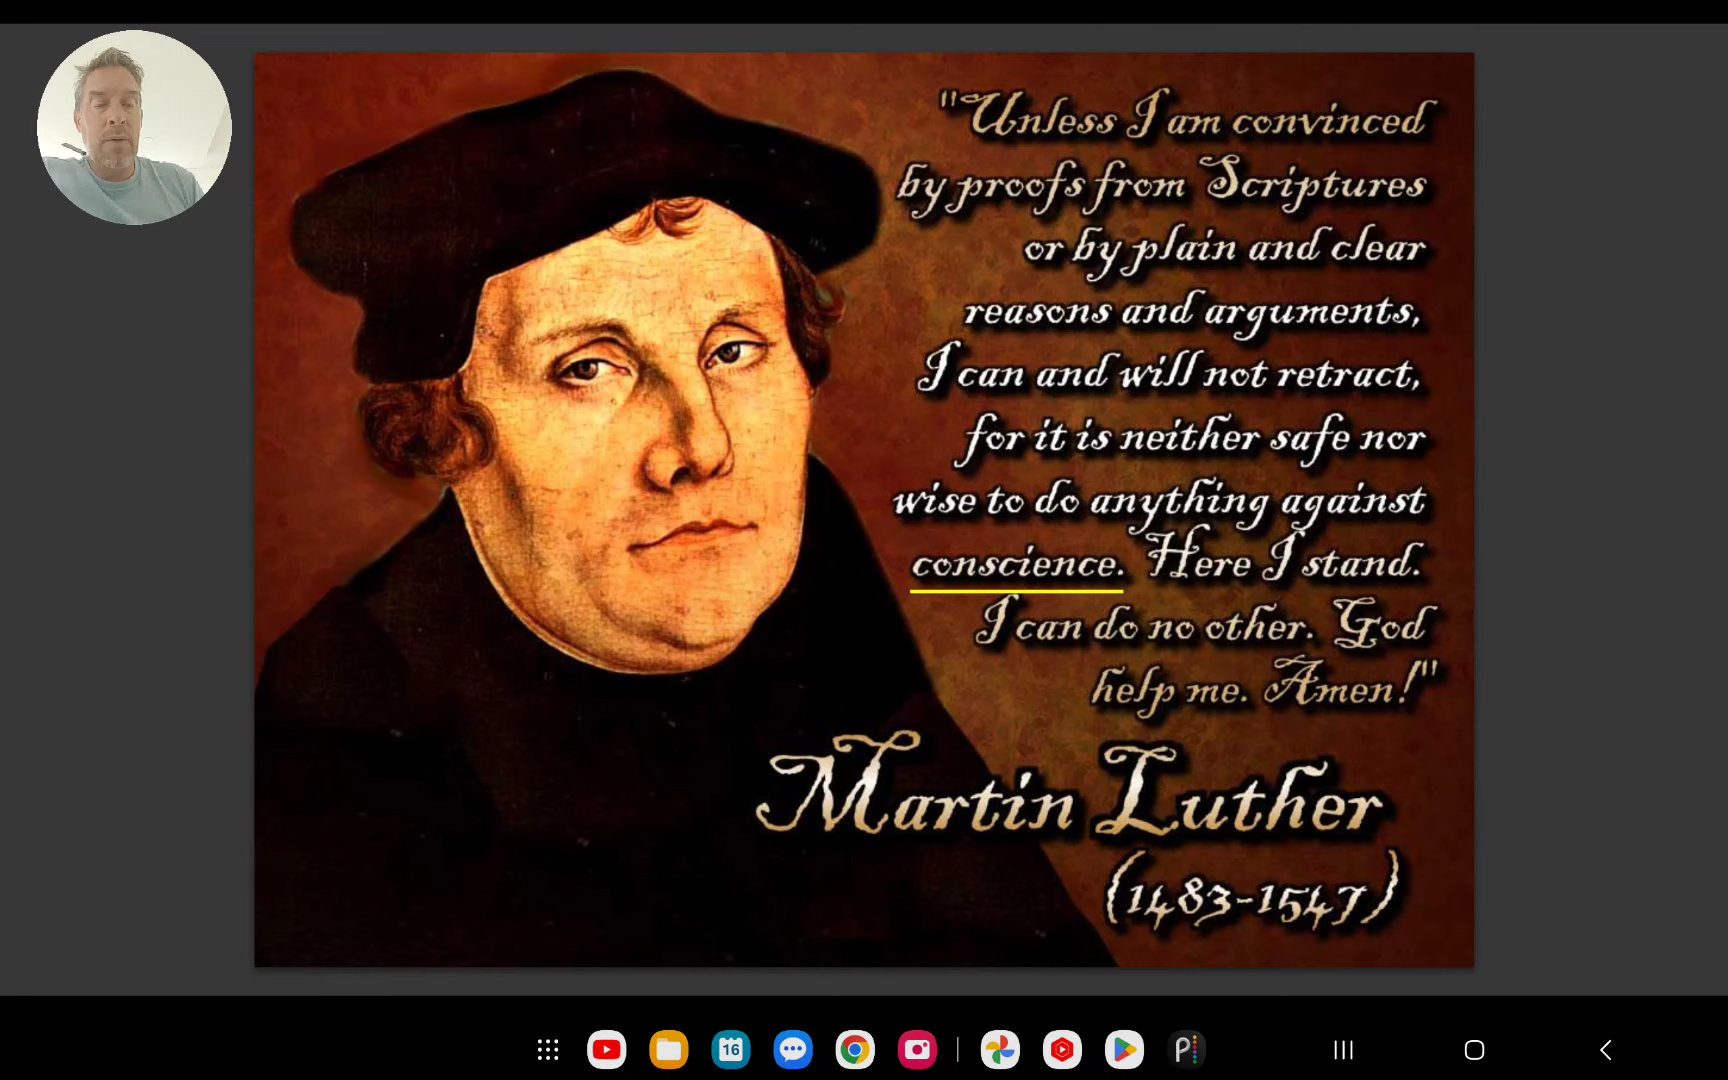 "Unless I am convinced
by proofs from Scriptures
or by plain and clear
reasons and arguments,
I can and will not retract,
for it is neither safe nor
wise to do anything against
conscience. Here I stand.
I can do no other. God
help me. Amen!"
Martin Luther
(1483-1547)
16